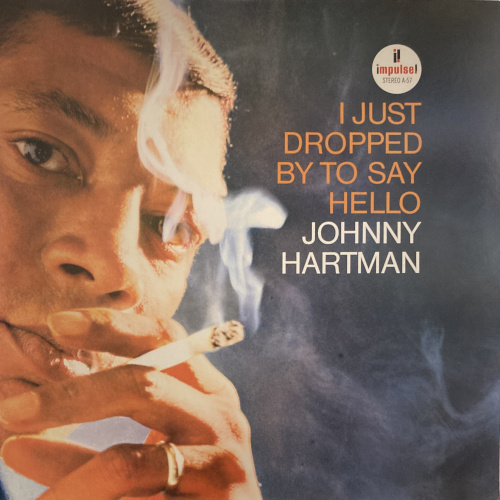 impulse!
STEREO A-57
I JUST
DROPPED
BY TO SAY
HELLO
JOHNNY
HARTMAN